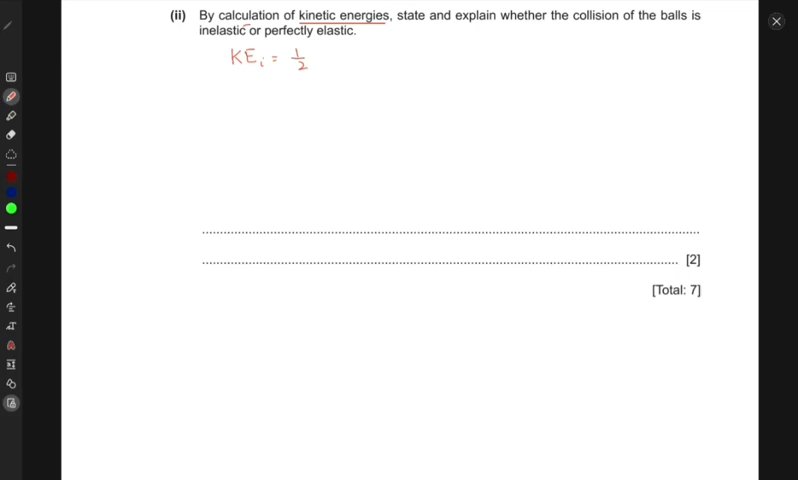 (ii) By calculation of kinetic energies, state and explain whether the collision of the balls is
inelastic or perfectly elastic.
KEi = 1/2
........................................................................................................................................
.................................................................................................................................. [2]
[Total: 7]